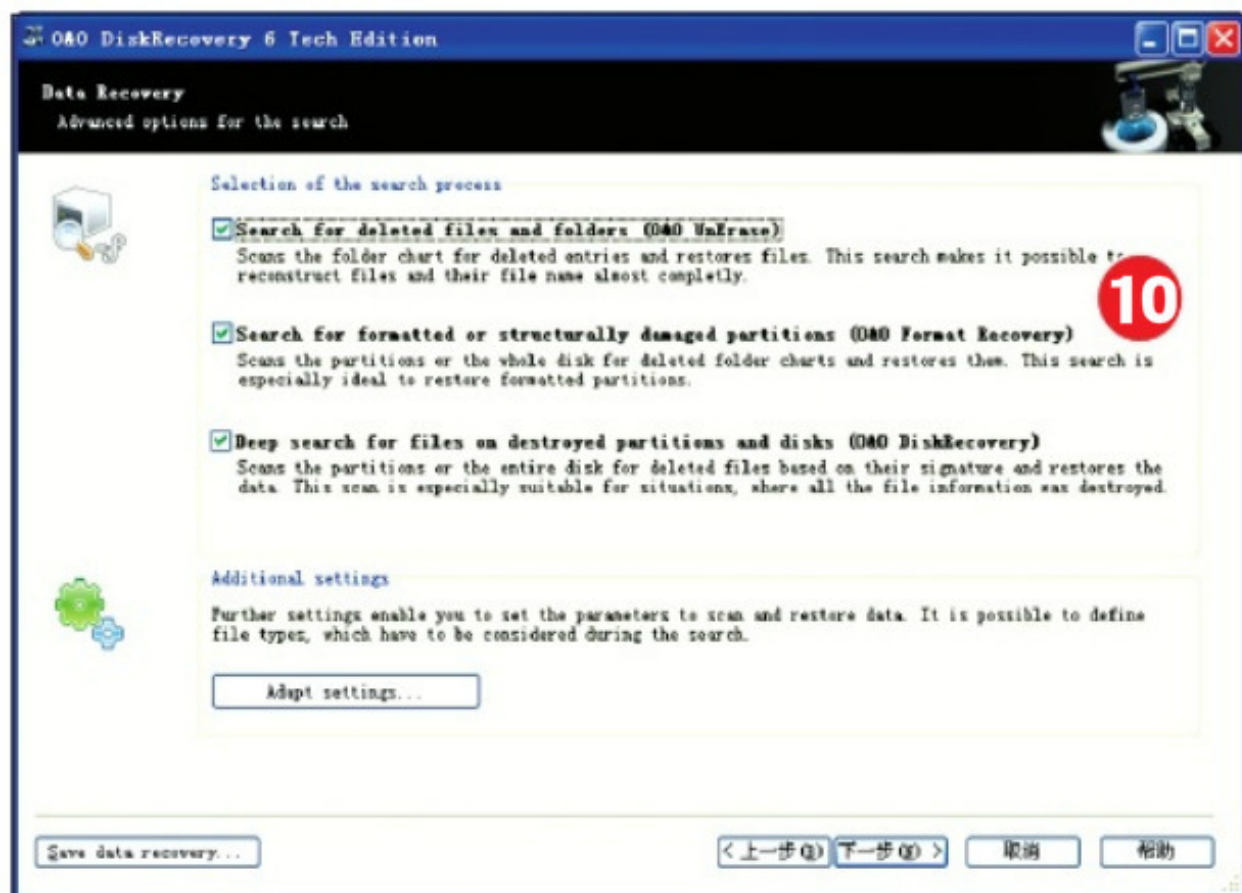 O&O DiskRecovery 6 Tech Edition
Data Recovery
Advanced options for the search
Selection of the search process
Search for deleted files and folders (O&O UnErase)
Scans the folder chart for deleted entries and restores files. This search makes it possible to
reconstruct files and their file name almost completly.
10
Search for formatted or structurally damaged partitions (O&O Format Recovery)
Scans the partitions or the whole disk for deleted folder charts and restores them. This search is
especially ideal to restore formatted partitions.
Deep search for files on destroyed partitions and disks (O&O DiskRecovery)
Scans the partitions or the entire disk for deleted files based on their signature and restores the
data. This scan is especially suitable for situations, where all the file information was destroyed.
Additional settings
Further settings enable you to set the parameters to scan and restore data. It is possible to define
file types, which have to be considered during the search.
Adapt settings...
Save data recovery... < 上一步(B) 下一步(N) > 取消 帮助